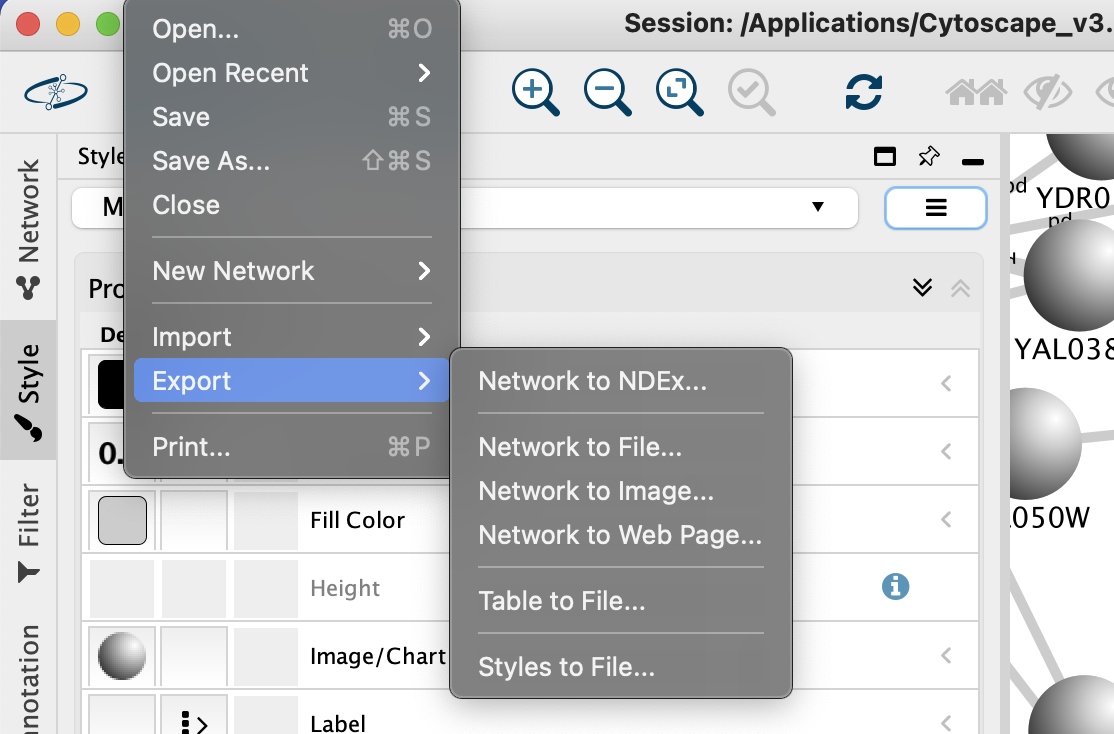 Session: /Applications/Cytoscape_v3.
Open... ⌘O
Open Recent
Save ⌘S
Save As... ⇧⌘S
Close
New Network
Import
Export
Print... ⌘P
Network to NDEx...
Network to File...
Network to Image...
Network to Web Page...
Table to File...
Styles to File...
Network
Style
Filter
notation
Style
M
Pro
De
0.
Fill Color
Height
Image/Chart
Label
pd
YDR0
pd
YAL038
050W